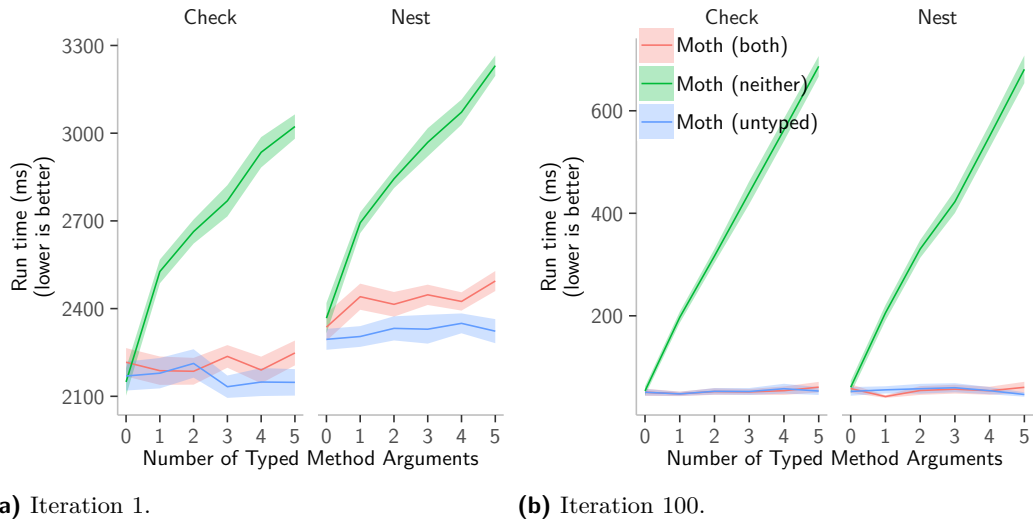 Check
Nest
3300
3000
2700
2400
2100
Run time (ms)
(lower is better)
0 1 2 3 4 5
0 1 2 3 4 5
Number of Typed Method Arguments
a) Iteration 1.
Check
Nest
Moth (both)
Moth (neither)
Moth (untyped)
600
400
200
Run time (ms)
(lower is better)
0 1 2 3 4 5
0 1 2 3 4 5
Number of Typed Method Arguments
(b) Iteration 100.